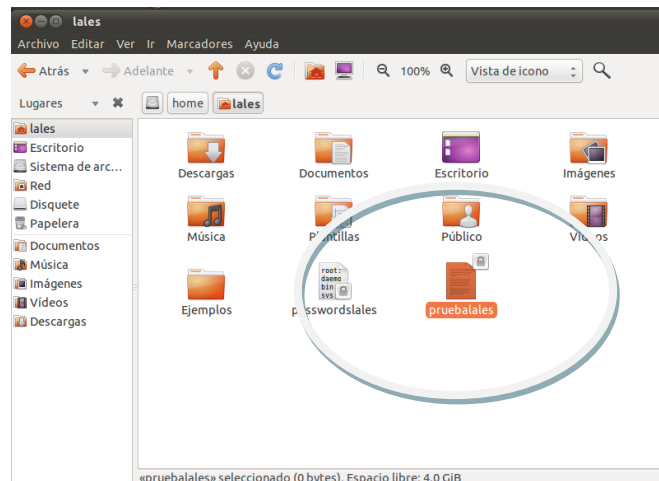 lales
Archivo Editar Ver Ir Marcadores Ayuda
Atrás Adelante 100% Vista de icono
Lugares home lales
lales
Escritorio
Sistema de arc...
Red
Disquete
Papelera
Documentos
Música
Imágenes
Vídeos
Descargas
Descargas Documentos Escritorio Imágenes
Música Plantillas Público Vídeos
root:
daemo
bin:
sys
Ejemplos passwordslales pruebalales
«pruebalales» seleccionado (0 bytes), Espacio libre: 4,0 GiB